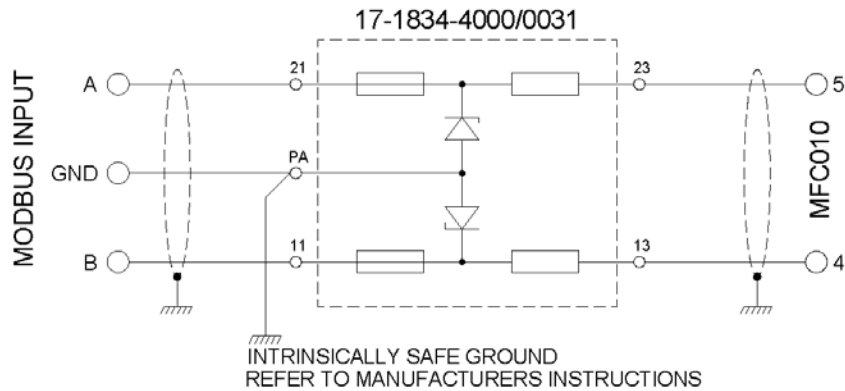 17-1834-4000/0031
MODBUS INPUT
A
21
23
5
GND
PA
MFC010
B
11
13
4
INTRINSICALLY SAFE GROUND
REFER TO MANUFACTURERS INSTRUCTIONS